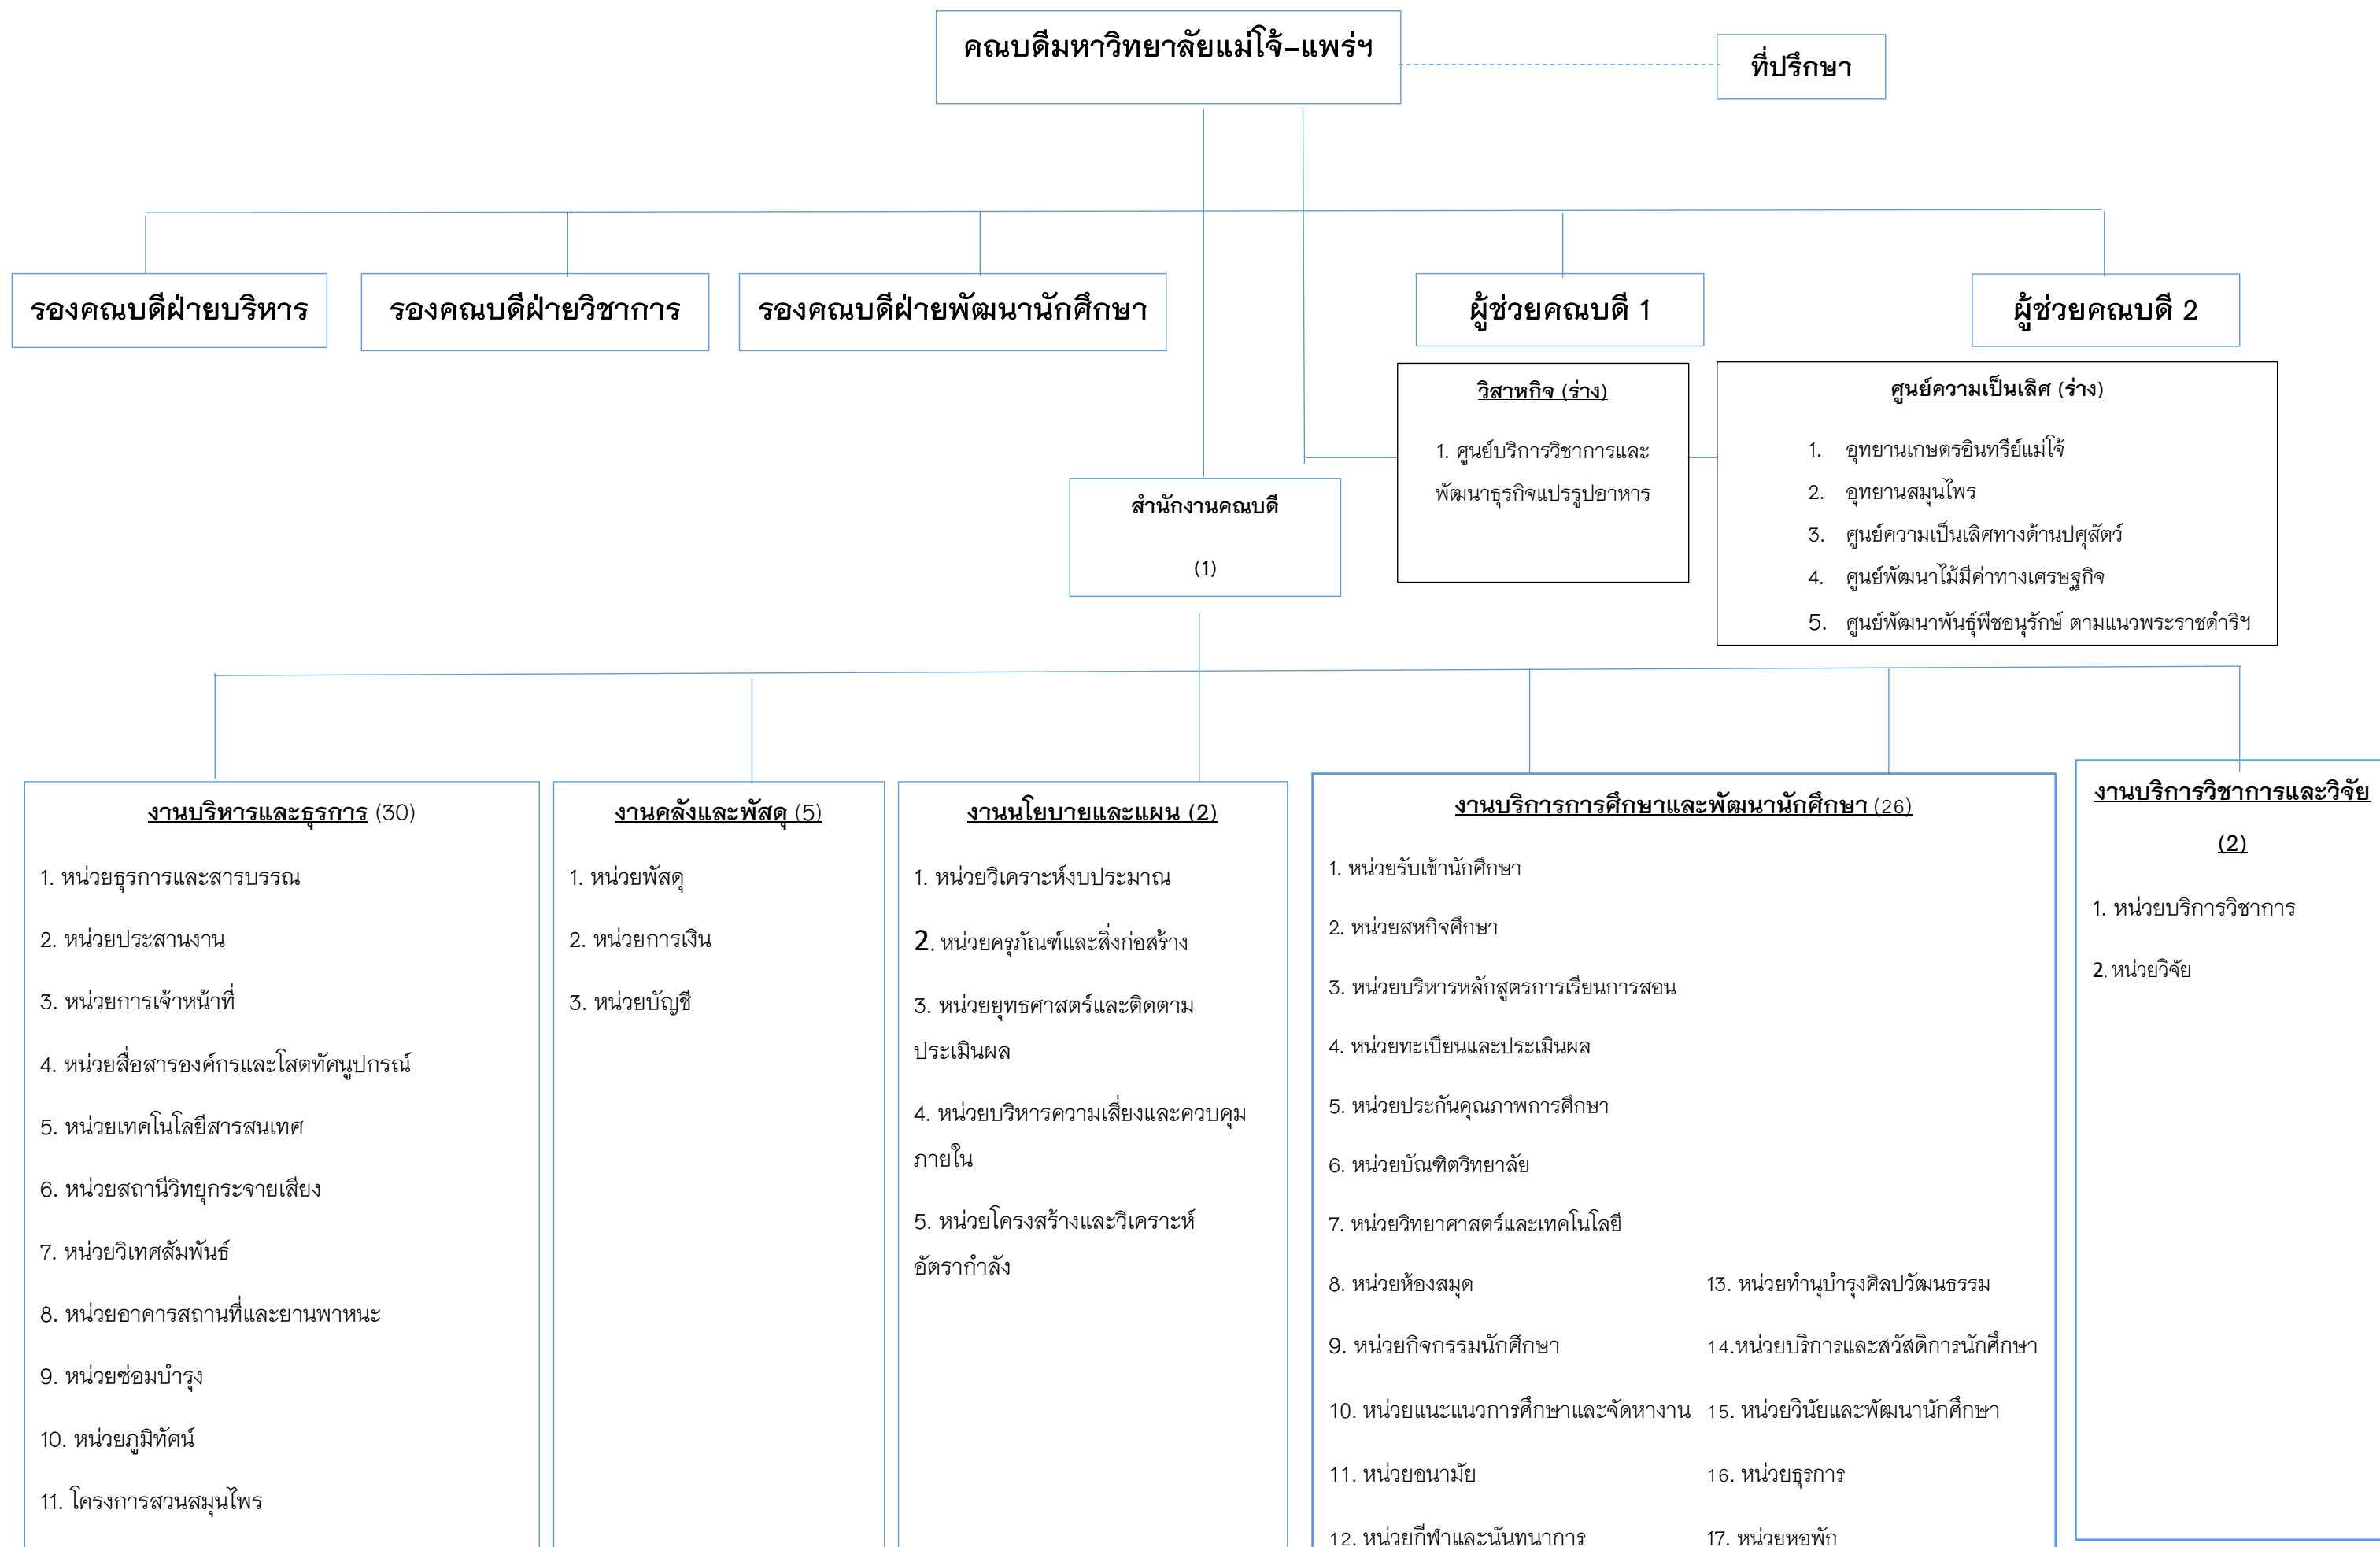 คณบดีมหาวิทยาลัยแม่โจ้-แพร่ฯ
ที่ปรึกษา
รองคณบดีฝ่ายบริหาร
รองคณบดีฝ่ายวิชาการ
รองคณบดีฝ่ายพัฒนานักศึกษา
ผู้ช่วยคณบดี 1
ผู้ช่วยคณบดี 2
วิสาหกิจ (ร่าง)
1. ศูนย์บริการวิชาการและ
พัฒนาธุรกิจแปรรูปอาหาร
ศูนย์ความเป็นเลิศ (ร่าง)
1. อุทยานเกษตรอินทรีย์แม่โจ้
2. อุทยานสมุนไพร
3. ศูนย์ความเป็นเลิศทางด้านปศุสัตว์
4. ศูนย์พัฒนาไม้มีค่าทางเศรษฐกิจ
5. ศูนย์พัฒนาพันธุ์พืชอนุรักษ์ ตามแนวพระราชดำริฯ
สำนักงานคณบดี
(1)
งานบริหารและธุรการ (30)
1. หน่วยธุรการและสารบรรณ
2. หน่วยประสานงาน
3. หน่วยการเจ้าหน้าที่
4. หน่วยสื่อสารองค์กรและโสตทัศนูปกรณ์
5. หน่วยเทคโนโลยีสารสนเทศ
6. หน่วยสถานีวิทยุกระจายเสียง
7. หน่วยวิเทศสัมพันธ์
8. หน่วยอาคารสถานที่และยานพาหนะ
9. หน่วยซ่อมบำรุง
10. หน่วยภูมิทัศน์
11. โครงการสวนสมุนไพร
งานคลังและพัสดุ (5)
1. หน่วยพัสดุ
2. หน่วยการเงิน
3. หน่วยบัญชี
งานนโยบายและแผน (2)
1. หน่วยวิเคราะห์งบประมาณ
2. หน่วยครุภัณฑ์และสิ่งก่อสร้าง
3. หน่วยยุทธศาสตร์และติดตาม
ประเมินผล
4. หน่วยบริหารความเสี่ยงและควบคุม
ภายใน
5. หน่วยโครงสร้างและวิเคราะห์
อัตรากำลัง
งานบริการการศึกษาและพัฒนานักศึกษา (26)
1. หน่วยรับเข้านักศึกษา
2. หน่วยสหกิจศึกษา
3. หน่วยบริหารหลักสูตรการเรียนการสอน
4. หน่วยทะเบียนและประเมินผล
5. หน่วยประกันคุณภาพการศึกษา
6. หน่วยบัณฑิตวิทยาลัย
7. หน่วยวิทยาศาสตร์และเทคโนโลยี
8. หน่วยห้องสมุด
9. หน่วยกิจกรรมนักศึกษา
10. หน่วยแนะแนวการศึกษาและจัดหางาน
11. หน่วยอนามัย
12. หน่วยกีฬาและนันทนาการ
13. หน่วยทำนุบำรุงศิลปวัฒนธรรม
14.หน่วยบริการและสวัสดิการนักศึกษา
15. หน่วยวินัยและพัฒนานักศึกษา
16. หน่วยธุรการ
17. หน่วยหอพัก
งานบริการวิชาการและวิจัย
(2)
1. หน่วยบริการวิชาการ
2. หน่วยวิจัย